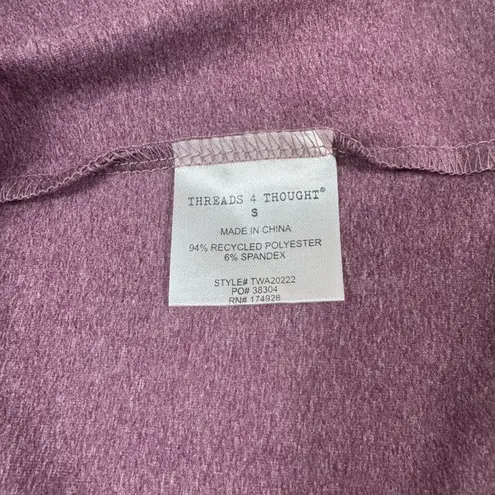 THREADS 4 THOUGHT®
S
MADE IN CHINA
94% RECYCLED POLYESTER
6% SPANDEX
STYLE# TWA20222
PO# 38304
RN# 174928